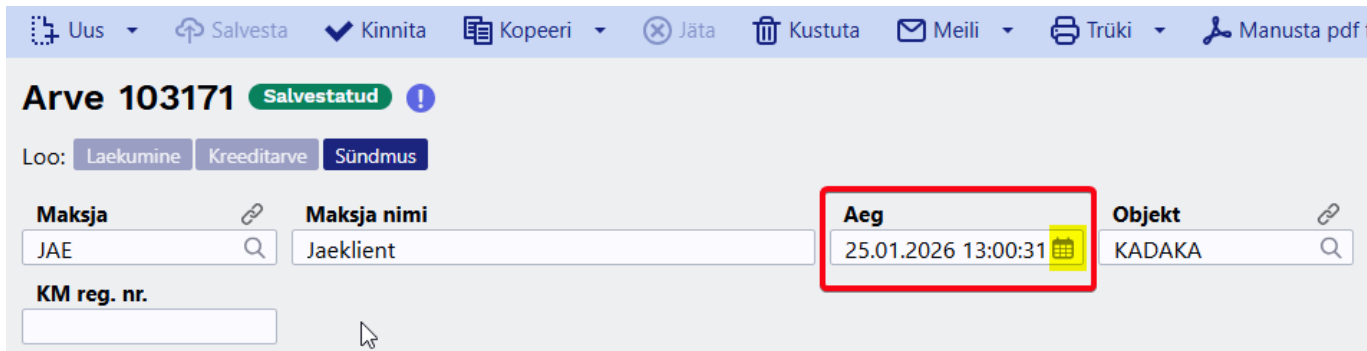 Uus Salvesta Kinnita Kopeeri Jäta Kustuta Meili Trüki Manusta pdf
Arve 103171 Salvestatud !
Loo: Laekumine Kreeditarve Sündmus
Maksja Maksja nimi Aeg Objekt
JAE Jaeklient 25.01.2026 13:00:31 KADAKA
KM reg. nr.